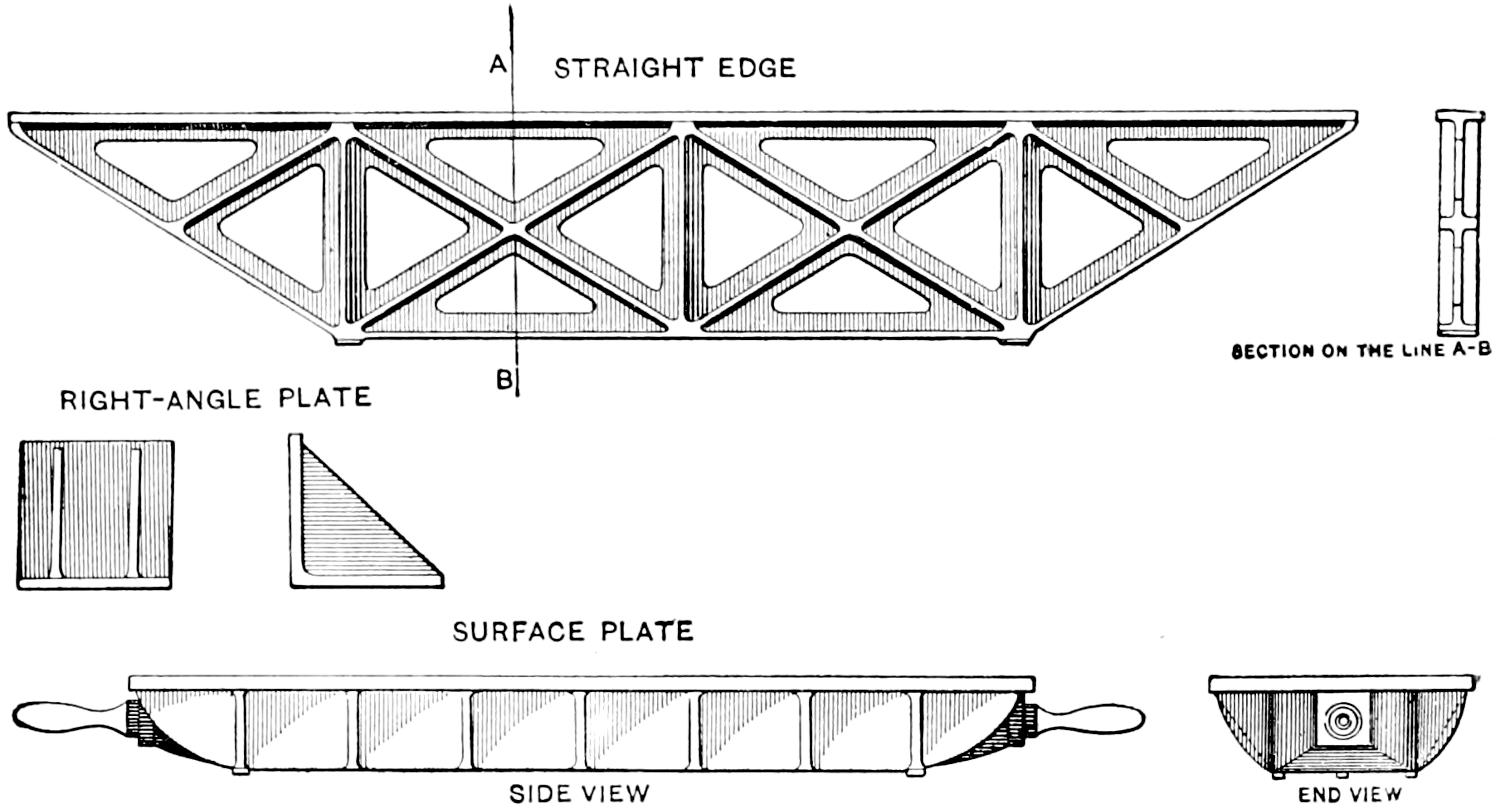 A
STRAIGHT EDGE
SECTION ON THE LINE A-B
B
RIGHT-ANGLE PLATE
SURFACE PLATE
SIDE VIEW
END VIEW